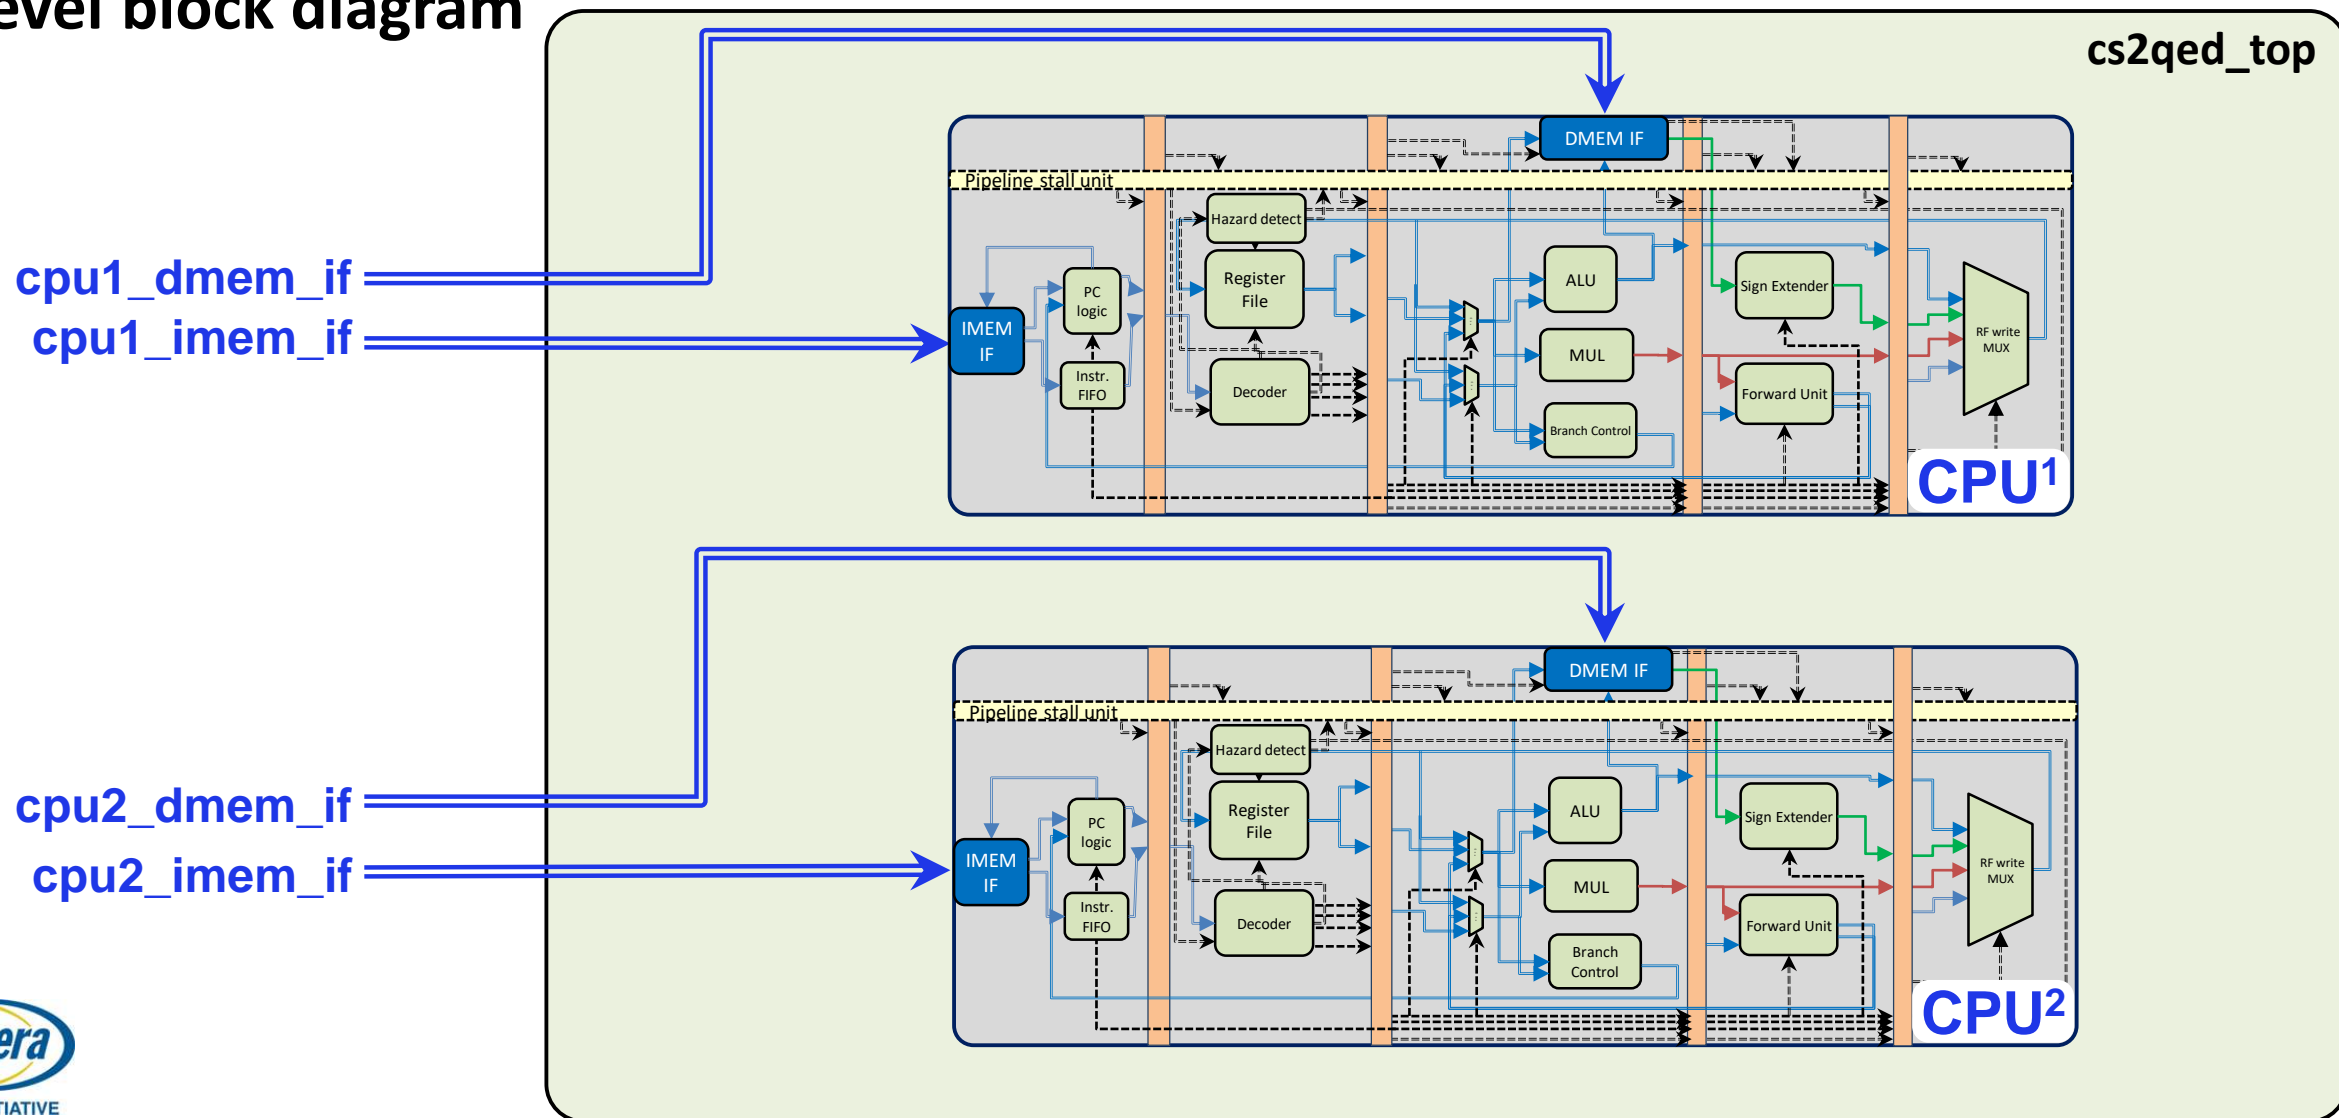 evel block diagram
cs2qed_top
cpu1_dmem_if
cpu1_imem_if
DMEM IF
Pipeline stall unit
Hazard detect
Register
File
Decoder
IMEM
IF
PC
logic
Instr.
FIFO
ALU
MUL
Branch Control
Sign Extender
Forward Unit
RF write
MUX
CPU1
cpu2_dmem_if
cpu2_imem_if
DMEM IF
Pipeline stall unit
Hazard detect
Register
File
Decoder
IMEM
IF
PC
logic
Instr.
FIFO
ALU
MUL
Branch
Control
Sign Extender
Forward Unit
RF write
MUX
CPU2
era
TIATIVE